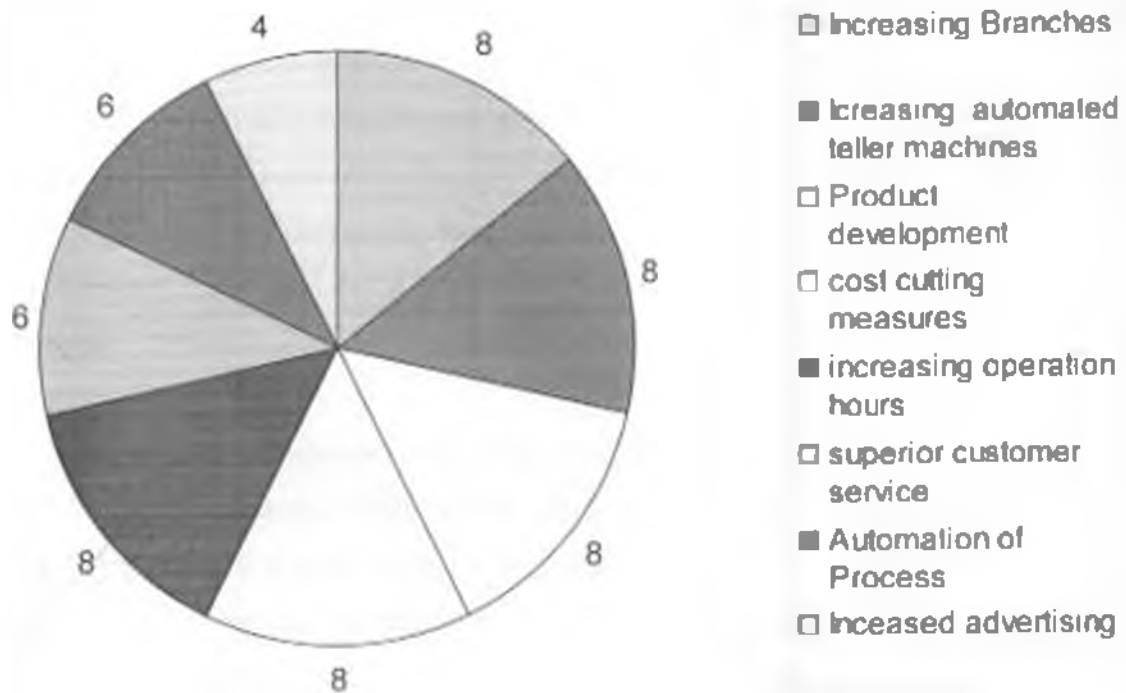 4
8
6
8
6
8
8
8
Increasing Branches
Icreasing automated
teller machines
Product
development
cost cutting
measures
increasing operation
hours
superior customer
service
Automation of
Process
Inceased advertising